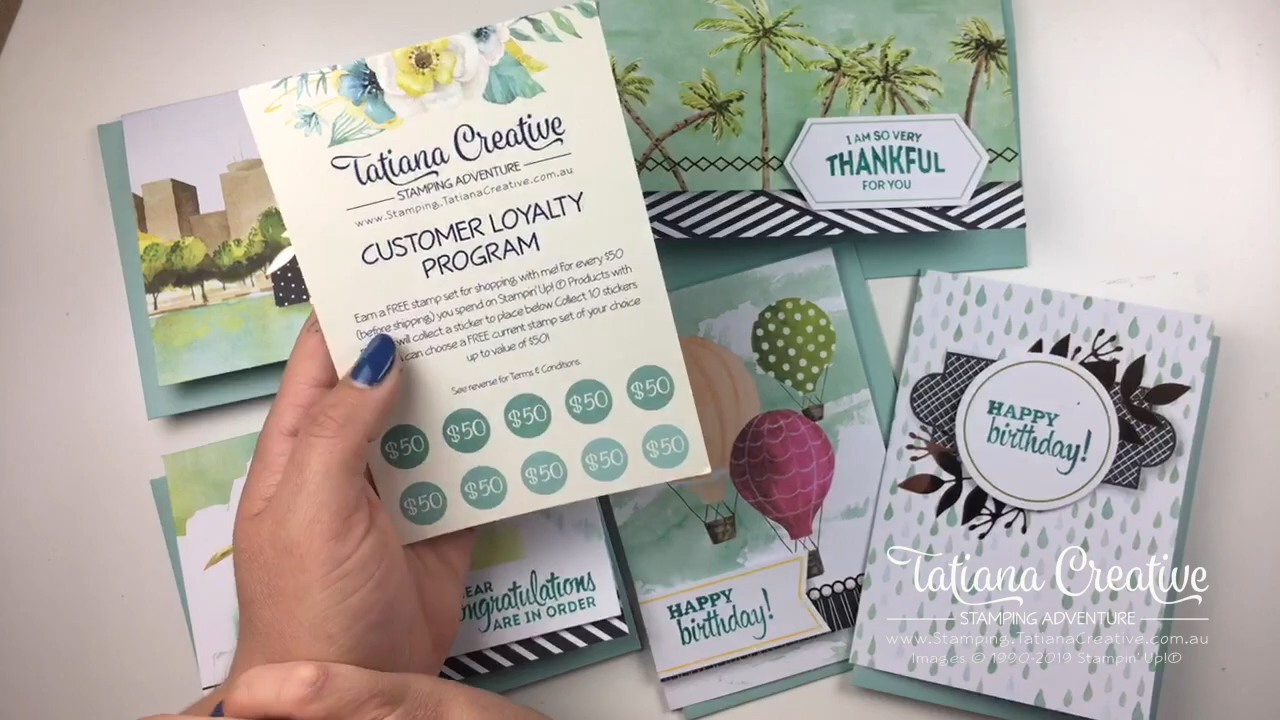 Tatiana Creative
STAMPING ADVENTURE
www.Stamping.TatianaCreative.com.au
CUSTOMER LOYALTY
PROGRAM
Earn a FREE stamp set for shopping with me! For every $50
(before shipping) you spend on Stampin' Up! ® Products with
will collect a sticker to place below. Collect 10 stickers
can choose a FREE current stamp set of your choice
up to value of $50!
See reverse for Terms & Conditions.
$50 $50 $50 $50 $50
$50 $50 $50 $50 $50
I AM SO VERY
THANKFUL
FOR YOU
HAPPY
birthday!
HAPPY
birthday!
ARE IN ORDER
Tatiana Creative
STAMPING ADVENTURE
www.Stamping.TatianaCreative.com.au
Images © 1990-2019 Stampin' Up!®